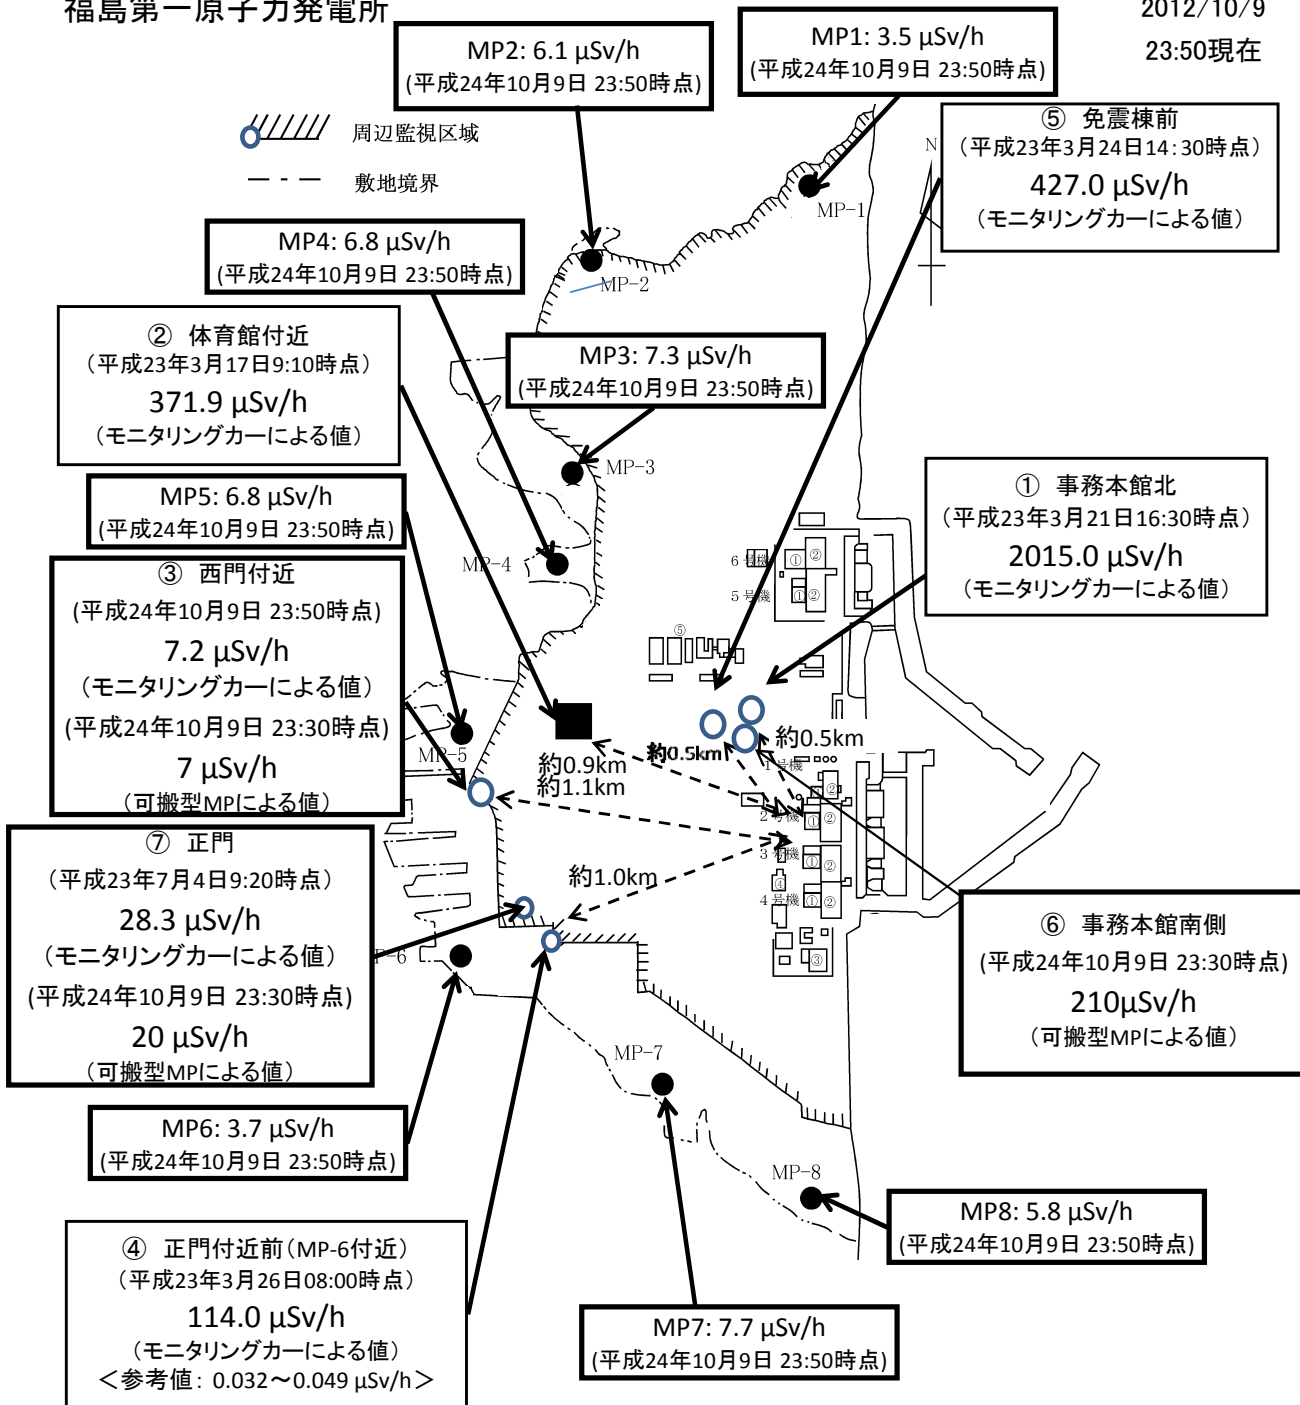 福島第一原子力発電所
2012/10/9
23:50現在
MP2: 6.1 μSv/h
(平成24年10月9日 23:50時点)
MP1: 3.5 μSv/h
(平成24年10月9日 23:50時点)
周辺監視区域
敷地境界
⑤ 免震棟前
(平成23年3月24日14:30時点)
427.0 μSv/h
(モニタリングカーによる値)
N
MP-1
MP4: 6.8 μSv/h
(平成24年10月9日 23:50時点)
MP-2
② 体育館付近
(平成23年3月17日9:10時点)
371.9 μSv/h
(モニタリングカーによる値)
MP3: 7.3 μSv/h
(平成24年10月9日 23:50時点)
MP-3
MP5: 6.8 μSv/h
(平成24年10月9日 23:50時点)
① 事務本館北
(平成23年3月21日16:30時点)
2015.0 μSv/h
(モニタリングカーによる値)
MP-4
6号機
① ②
5号機
① ②
③ 西門付近
(平成24年10月9日 23:50時点)
7.2 μSv/h
(モニタリングカーによる値)
(平成24年10月9日 23:30時点)
7 μSv/h
(可搬型MPによる値)
⑤
MP-5
約0.9km
約1.1km
約0.5km
約0.5km
1号機
②
2号機
① ②
3号機
① ②
④
4号機
① ②
③
約1.0km
⑦ 正門
(平成23年7月4日9:20時点)
28.3 μSv/h
(モニタリングカーによる値)
(平成24年10月9日 23:30時点)
20 μSv/h
(可搬型MPによる値)
P-6
⑥ 事務本館南側
(平成24年10月9日 23:30時点)
210μSv/h
(可搬型MPによる値)
MP-7
MP6: 3.7 μSv/h
(平成24年10月9日 23:50時点)
MP-8
MP8: 5.8 μSv/h
(平成24年10月9日 23:50時点)
④ 正門付近前(MP-6付近)
(平成23年3月26日08:00時点)
114.0 μSv/h
(モニタリングカーによる値)
<参考値: 0.032~0.049 μSv/h>
MP7: 7.7 μSv/h
(平成24年10月9日 23:50時点)